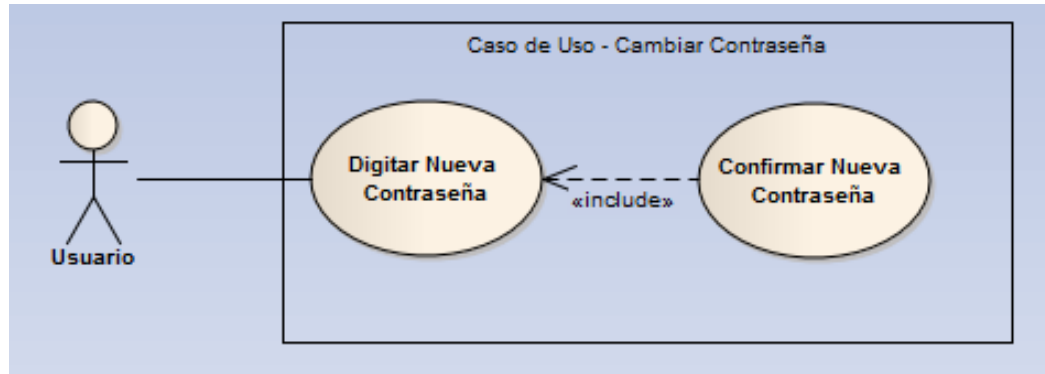 Caso de Uso - Cambiar Contraseña
Digitar Nueva
Contraseña
«include»
Confirmar Nueva
Contraseña
Usuario